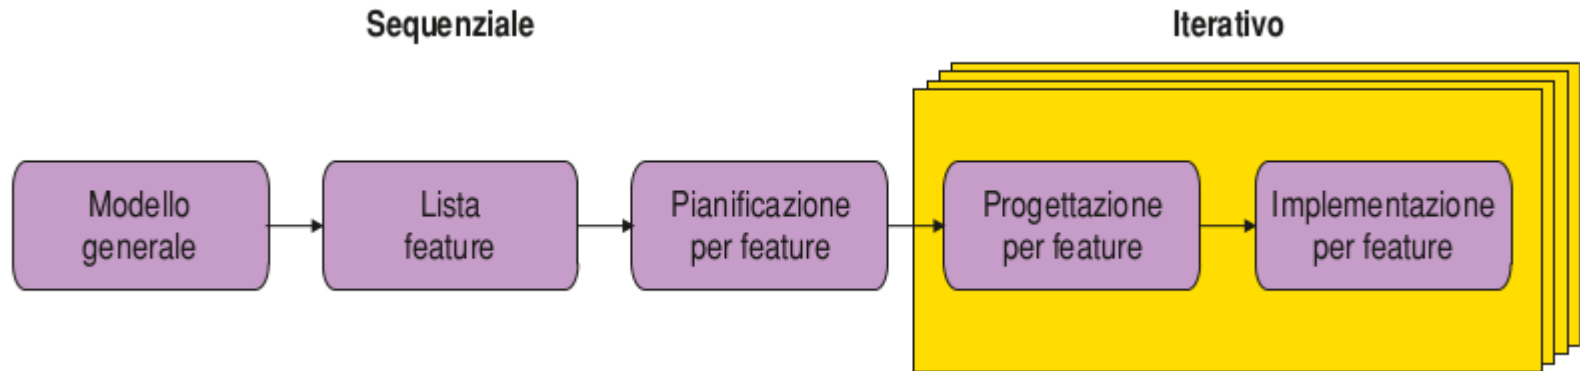 Sequenziale
Iterativo
Modello
generale
Lista
feature
Pianificazione
per feature
Progettazione
per feature
Implementazione
per feature